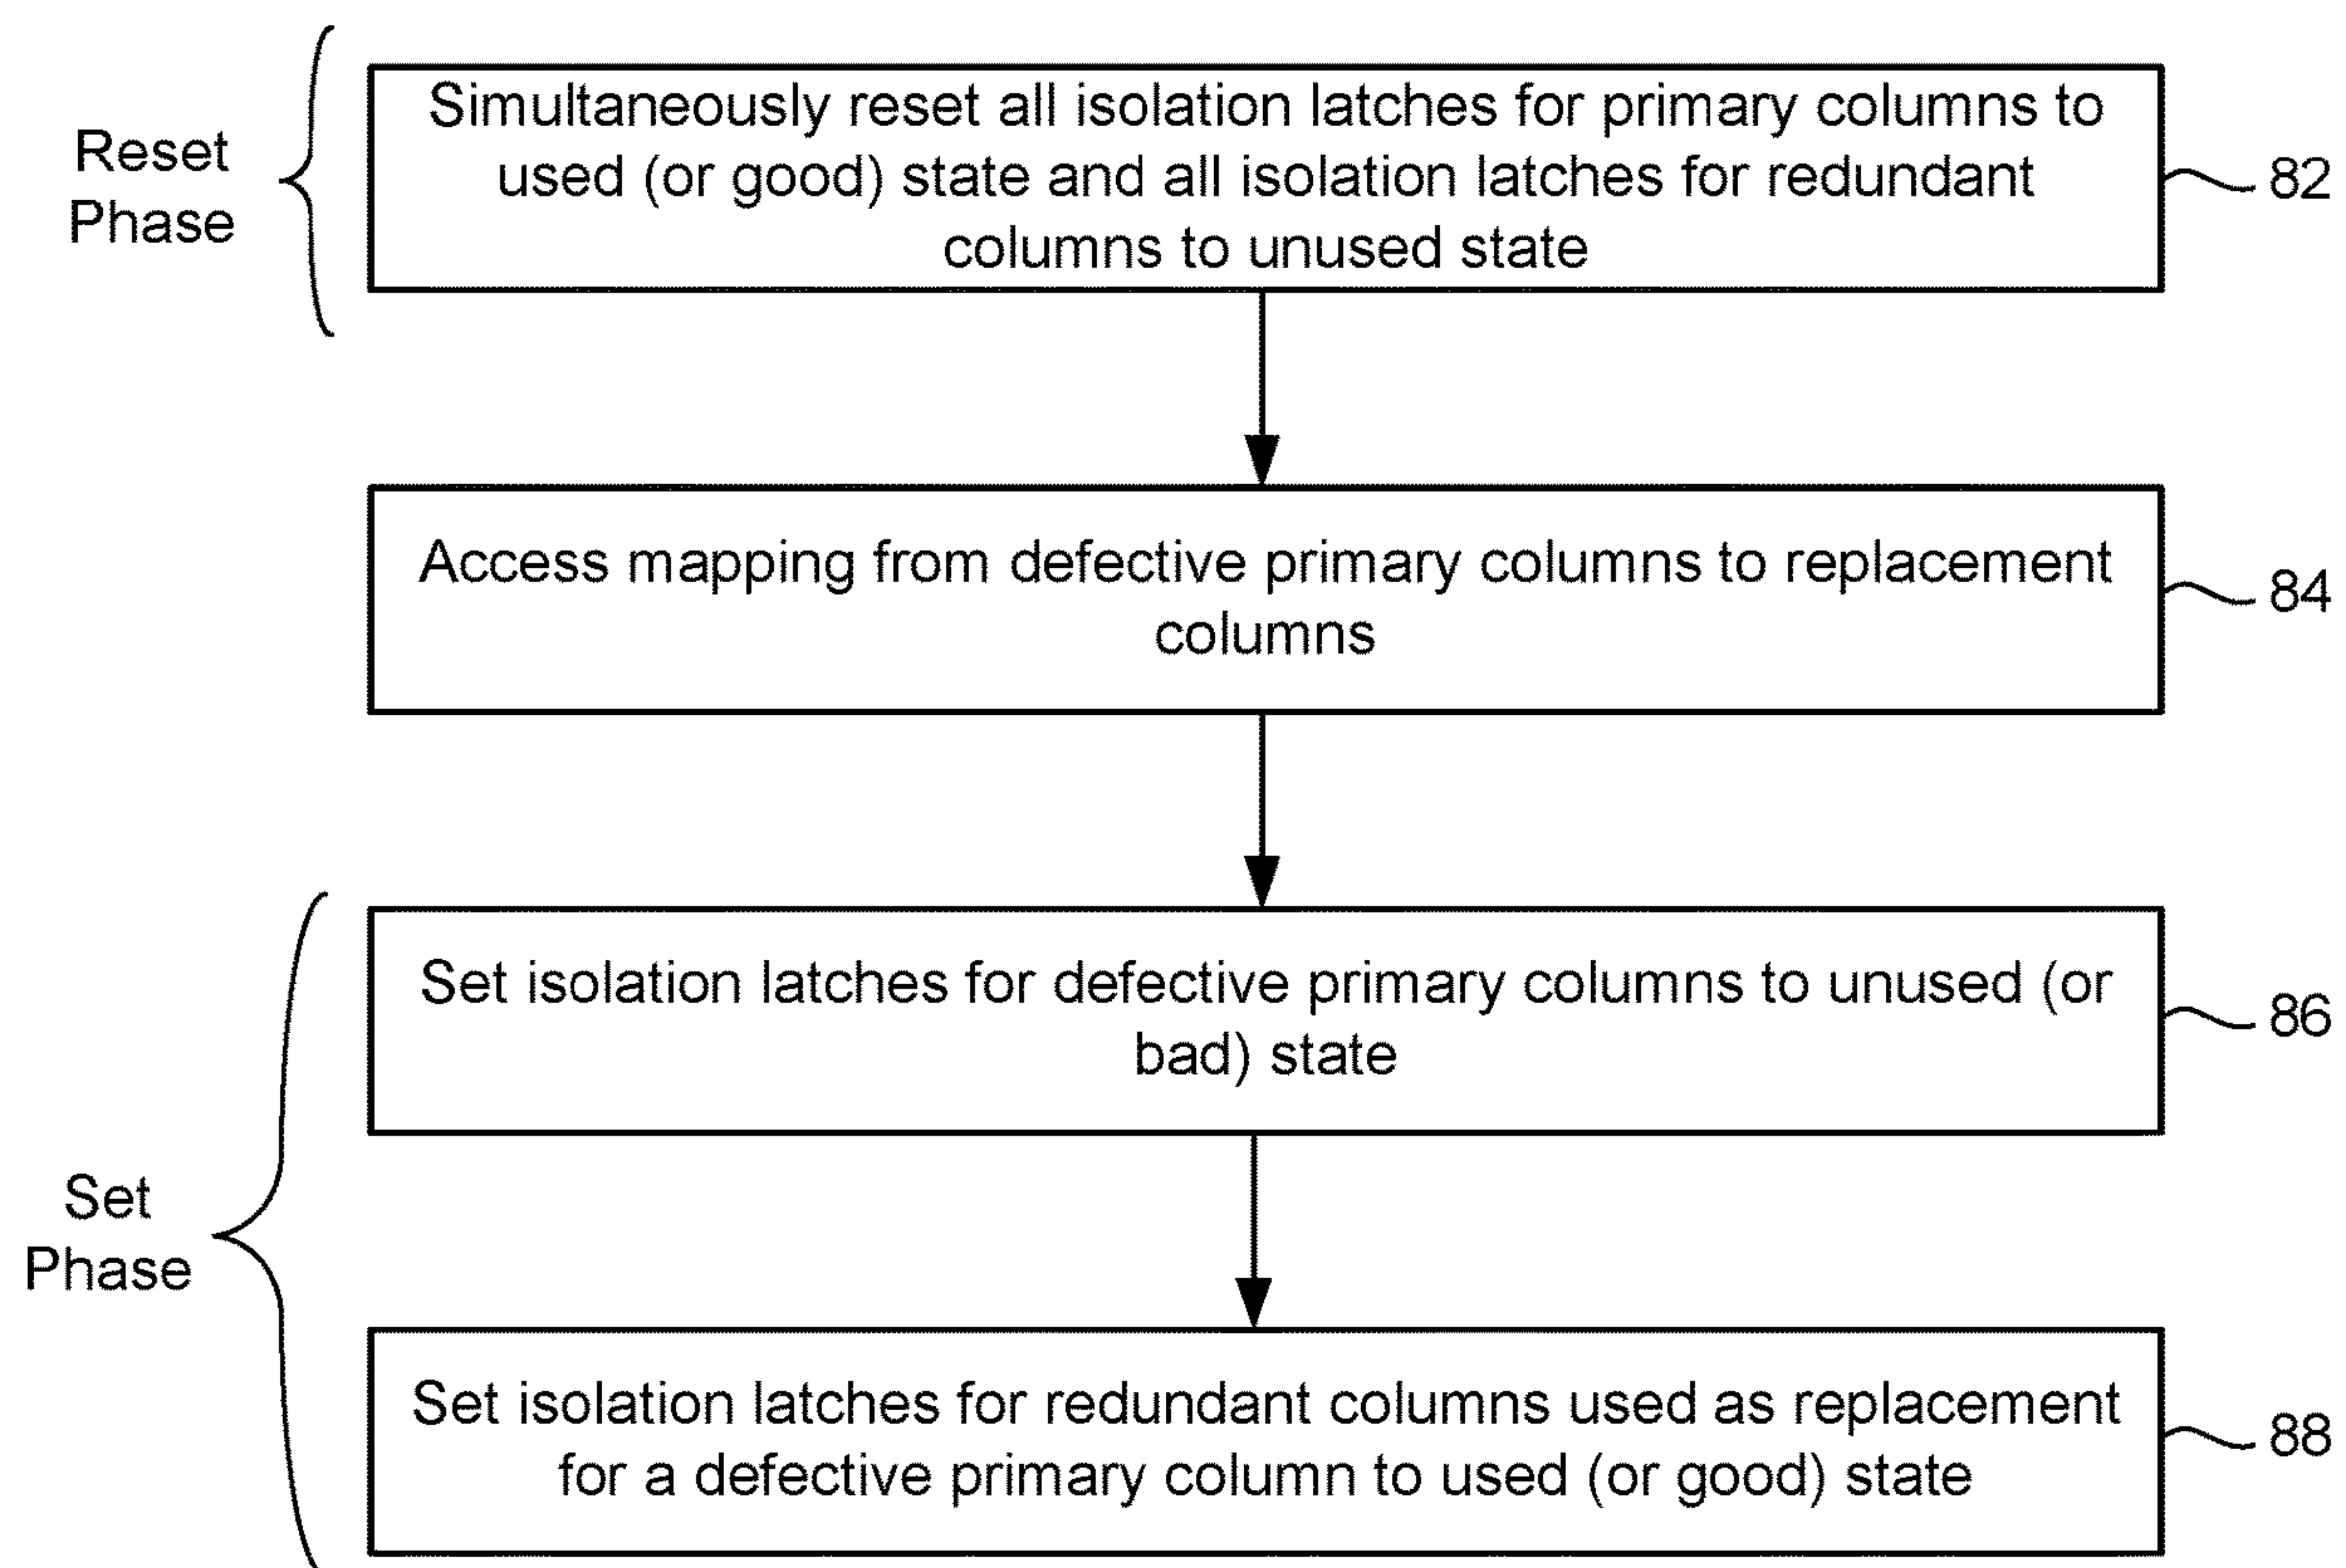 Reset
Phase
Simultaneously reset all isolation latches for primary columns to
used (or good) state and all isolation latches for redundant
columns to unused state
82
Access mapping from defective primary columns to replacement
columns
84
Set
Phase
Set isolation latches for defective primary columns to unused (or
bad) state
86
Set isolation latches for redundant columns used as replacement
for a defective primary column to used (or good) state
88